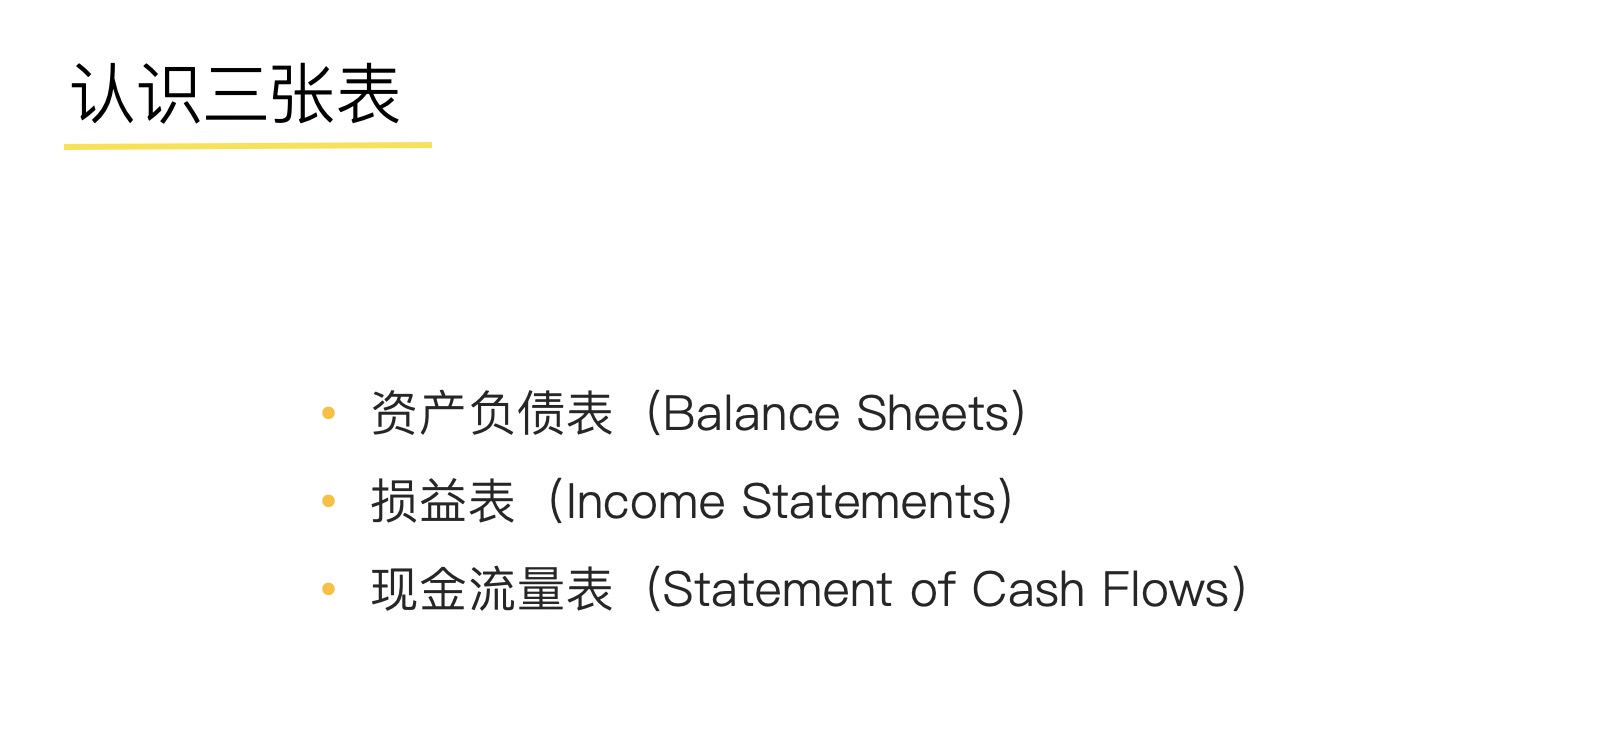 认识三张表
• 资产负债表（Balance Sheets）
• 损益表（Income Statements）
• 现金流量表（Statement of Cash Flows）